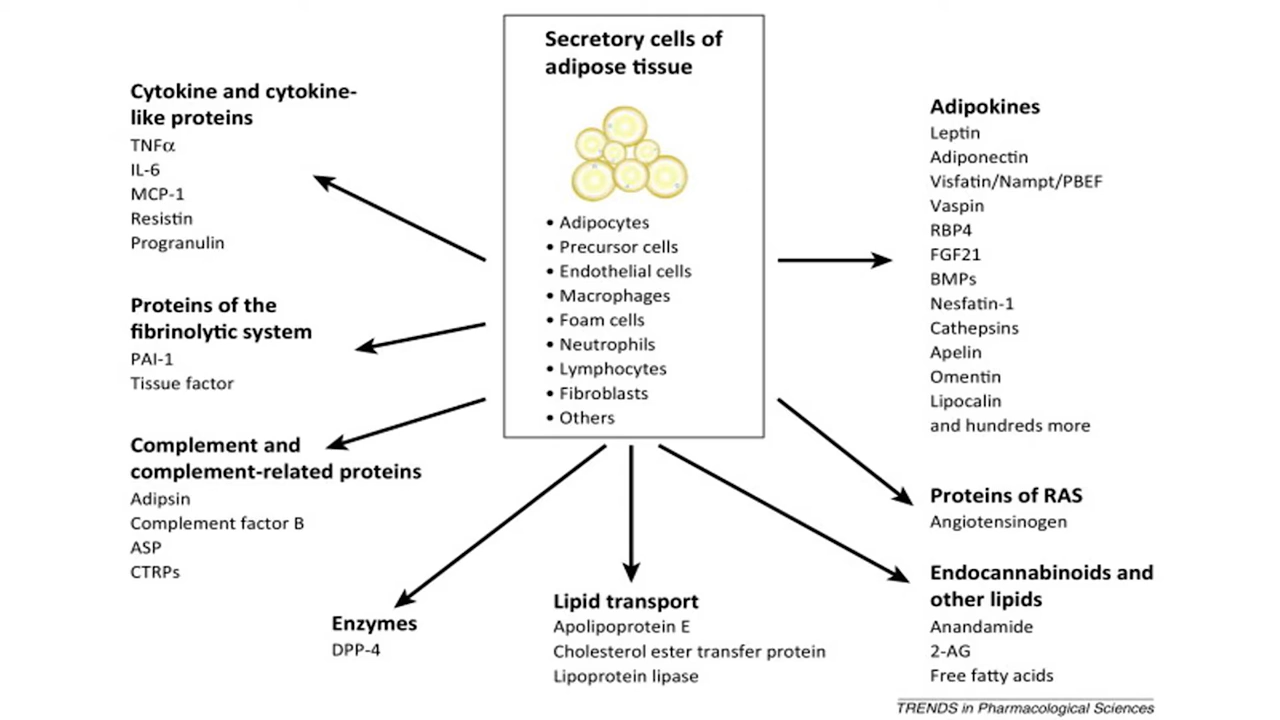 Secretory cells of
adipose tissue
• Adipocytes
• Precursor cells
• Endothelial cells
• Macrophages
• Foam cells
• Neutrophils
• Lymphocytes
• Fibroblasts
• Others
Cytokine and cytokine-
like proteins
TNFα
IL-6
MCP-1
Resistin
Progranulin
Proteins of the
fibrinolytic system
PAI-1
Tissue factor
Complement and
complement-related proteins
Adipsin
Complement factor B
ASP
CTRPs
Enzymes
DPP-4
Lipid transport
Apolipoprotein E
Cholesterol ester transfer protein
Lipoprotein lipase
Adipokines
Leptin
Adiponectin
Visfatin/Nampt/PBEF
Vaspin
RBP4
FGF21
BMPs
Nesfatin-1
Cathepsins
Apelin
Omentin
Lipocalin
and hundreds more
Proteins of RAS
Angiotensinogen
Endocannabinoids and
other lipids
Anandamide
2-AG
Free fatty acids
TRENDS in Pharmacological Sciences